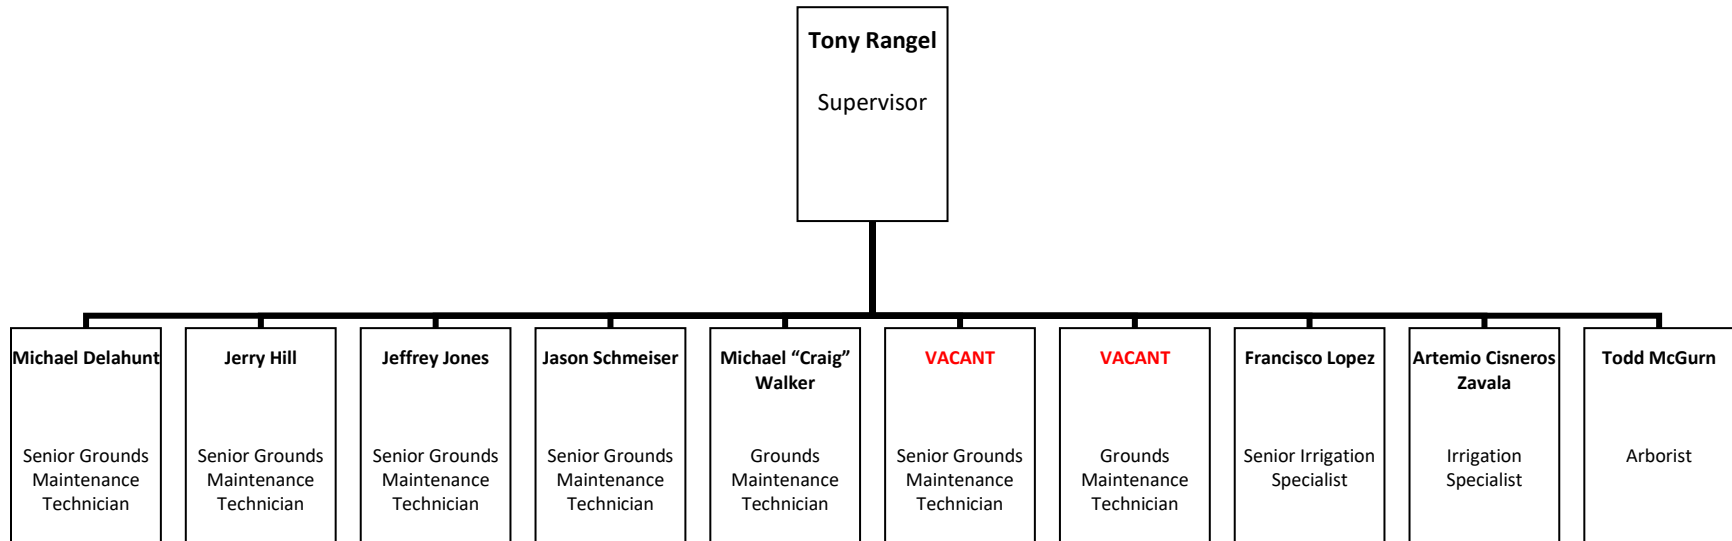 Tony Rangel
Supervisor
Michael Delahunt
Senior Grounds
Maintenance
Technician
Jerry Hill
Senior Grounds
Maintenance
Technician
Jeffrey Jones
Senior Grounds
Maintenance
Technician
Jason Schmeiser
Senior Grounds
Maintenance
Technician
Michael “Craig”
Walker
Grounds
Maintenance
Technician
VACANT
Senior Grounds
Maintenance
Technician
VACANT
Grounds
Maintenance
Technician
Francisco Lopez
Senior Irrigation
Specialist
Artemio Cisneros
Zavala
Irrigation
Specialist
Todd McGurn
Arborist